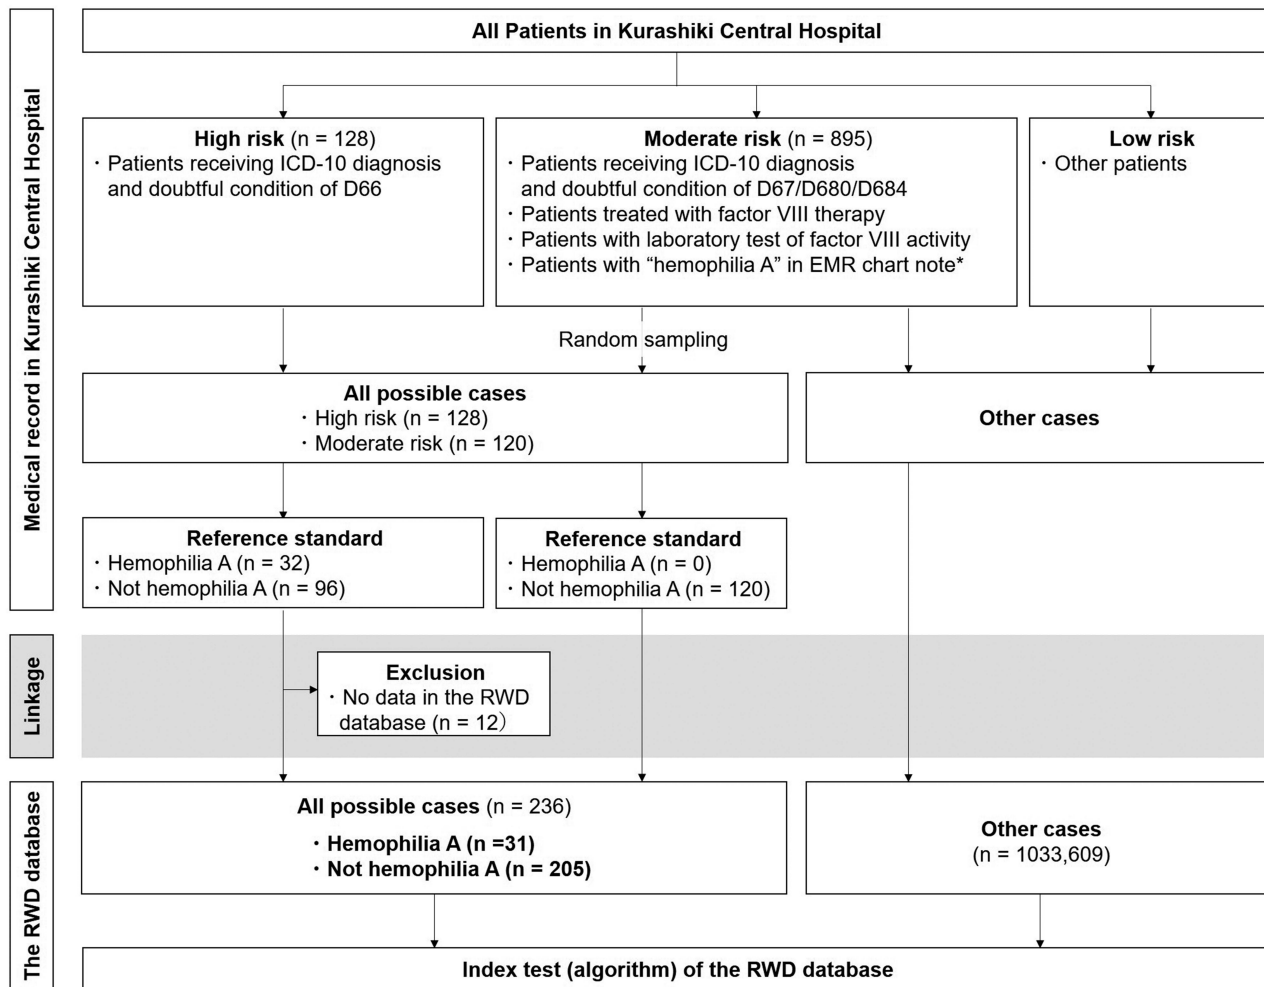 Medical record in Kurashiki Central Hospital
All Patients in Kurashiki Central Hospital
High risk (n = 128)
・Patients receiving ICD-10 diagnosis
and doubtful condition of D66
Moderate risk (n = 895)
・Patients receiving ICD-10 diagnosis
and doubtful condition of D67/D680/D684
・Patients treated with factor VIII therapy
・Patients with laboratory test of factor VIII activity
・Patients with “hemophilia A” in EMR chart note*
Low risk
・Other patients
Random sampling
All possible cases
・High risk (n = 128)
・Moderate risk (n = 120)
Other cases
Reference standard
・Hemophilia A (n = 32)
・Not hemophilia A (n = 96)
Reference standard
・Hemophilia A (n = 0)
・Not hemophilia A (n = 120)
Linkage
Exclusion
・No data in the RWD
database (n = 12）
The RWD database
All possible cases (n = 236)
・Hemophilia A (n =31)
・Not hemophilia A (n = 205)
Other cases
(n = 1033,609)
Index test (algorithm) of the RWD database